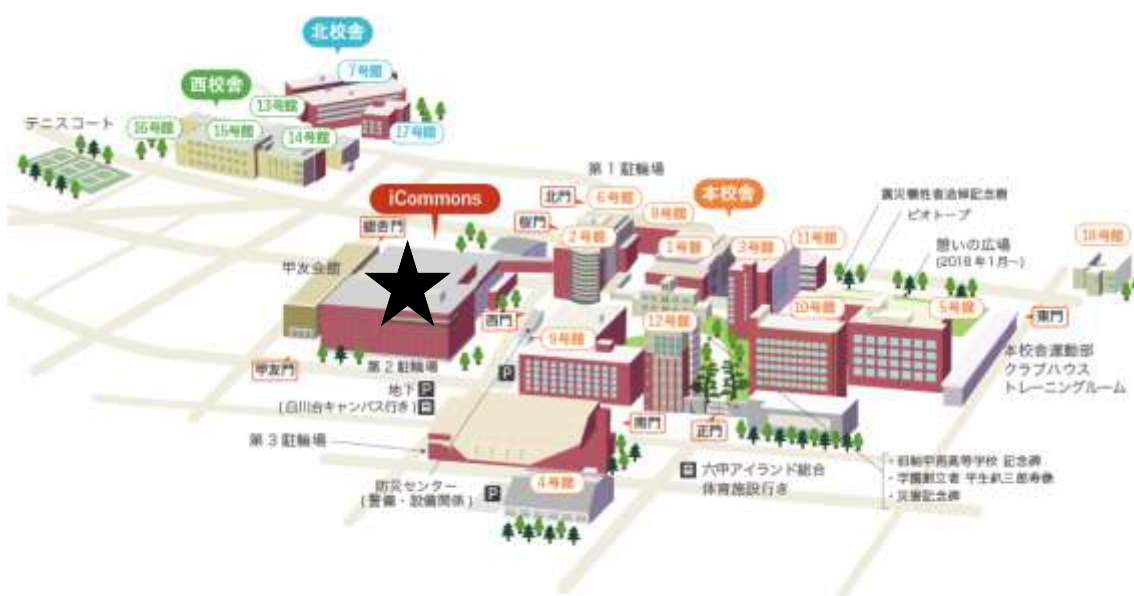 北校舎
7号館
西校舎
13号館
テニスコート
16号館
15号館
14号館
17号館
第1駐輪場
iCommons
北門
6号館
本校舎
震災犠牲者追悼記念樹
ビオトープ
桜門
2号館
8号館
1号館
3号館
11号館
憩いの広場
(2018年1月～)
18号館
甲友会館
西門
9号館
12号館
10号館
5号館
東門
本校舎運動部
クラブハウス
トレーニングルーム
甲友門
第2駐輪場
地下 P
(白川台キャンパス行き)
P
第3駐輪場
南門
正門
六甲アイランド総合
体育施設行き
・旧制甲南高等学校 記念碑
・学園創立者 平生釟三郎寿像
・災害記念碑
防災センター
(警備・設備関係)
P
4号館